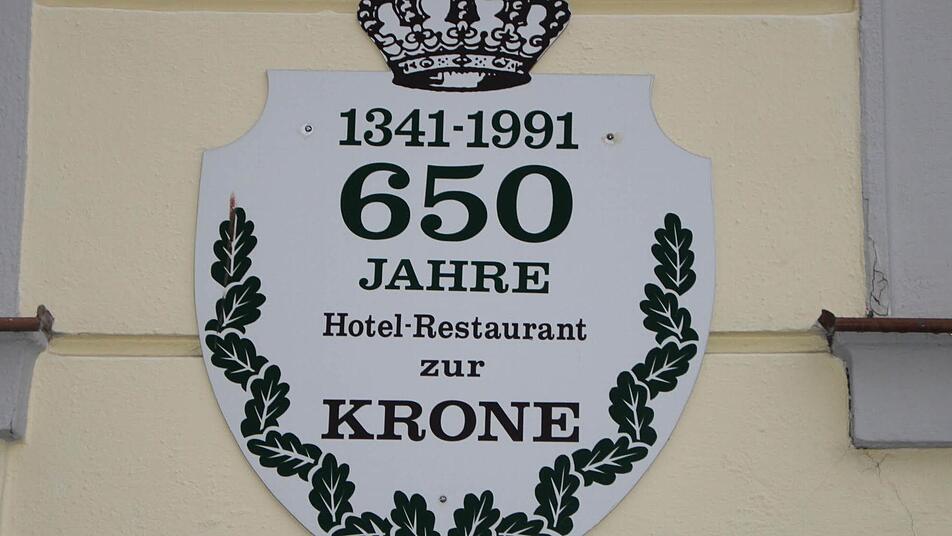 1341-1991
650
JAHRE
Hotel-Restaurant
zur
KRONE